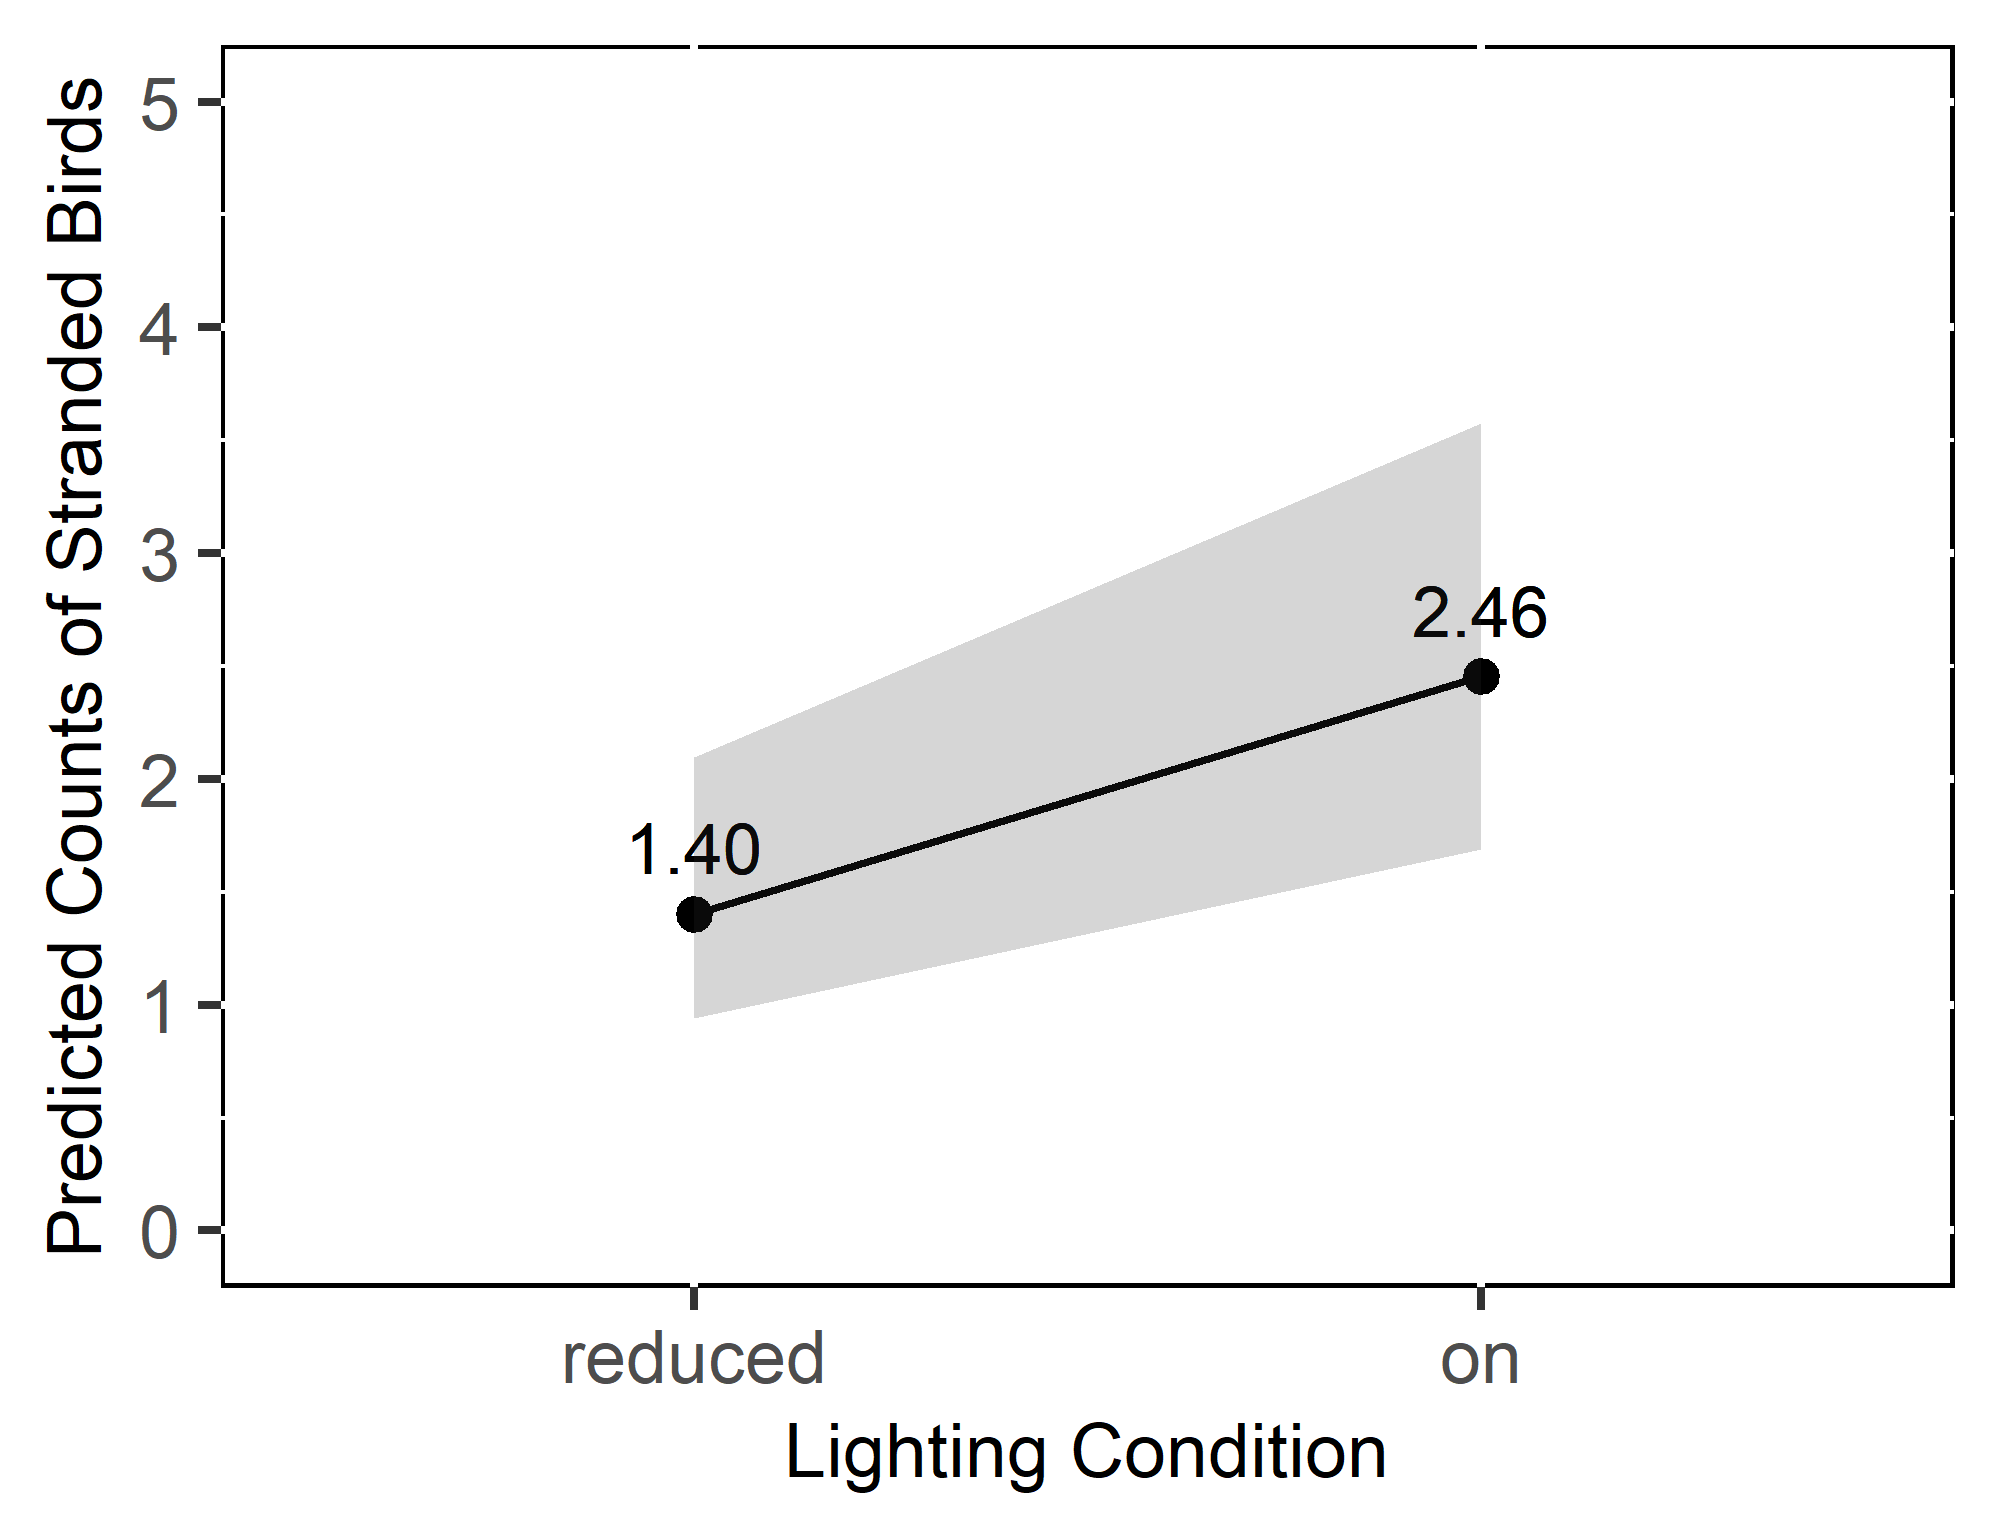 Predicted Counts of Stranded Birds
5
4
3
2
1
0
2.46
1.40
reduced
on
Lighting Condition